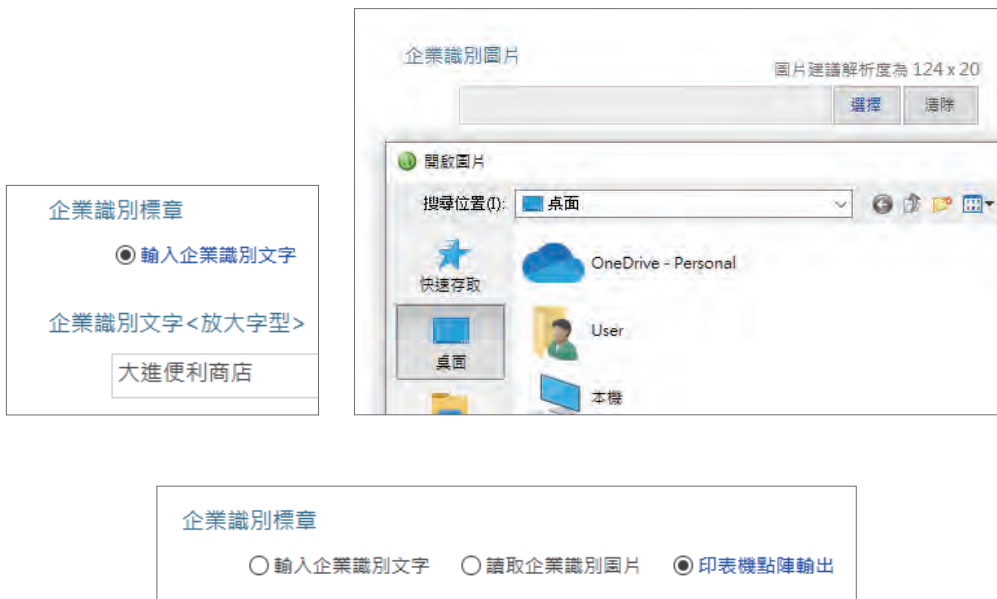 企業識別標章
輸入企業識別文字
企業識別文字<放大字型>
大進便利商店
企業識別圖片
圖片建議解析度為 124 x 20
選擇 清除
開啟圖片
搜尋位置(I): 桌面
快速存取
OneDrive - Personal
User
桌面
本機
企業識別標章
輸入企業識別文字 讀取企業識別圖片 印表機點陣輸出